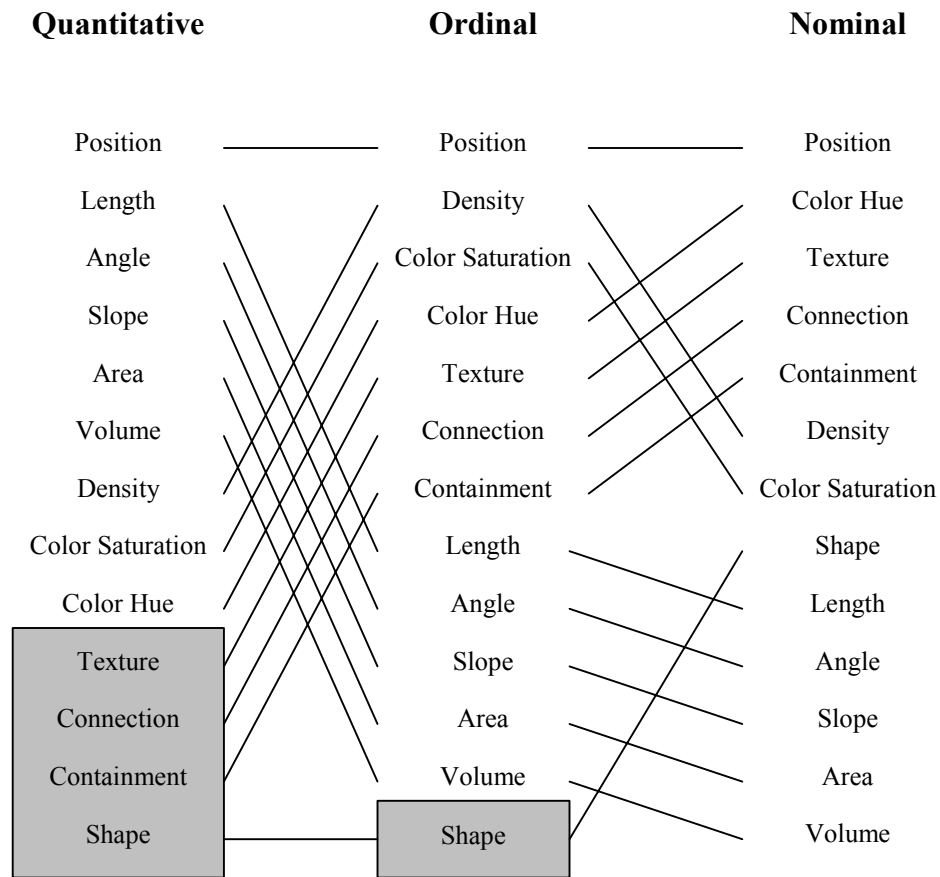 Quantitative Ordinal Nominal
Position Position Position
Length Density Color Hue
Angle Color Saturation Texture
Slope Color Hue Connection
Area Texture Containment
Volume Connection Density
Density Containment Color Saturation
Color Saturation Length Shape
Color Hue Angle Length
Texture Slope Angle
Connection Area Slope
Containment Volume Area
Shape Shape Volume